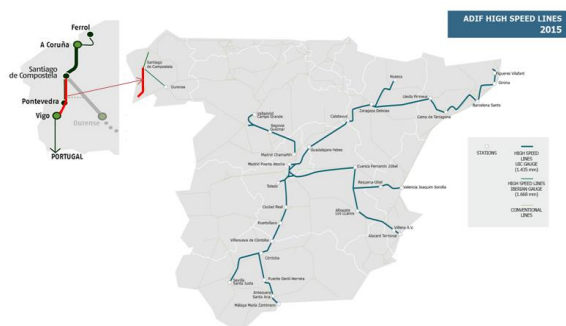 ADIF HIGH SPEED LINES
2015
Ferrol
A Coruña
Santiago
de Compostela
Pontevedra
Vigo
Ourense
PORTUGAL
Santiago
de Compostela
Ourense
Valladolid
Campo Grande
Segovia
Guiomar
Madrid Chamartín
Madrid Puerta Atocha
Guadalajara-Yebes
Calatayud
Zaragoza Delicias
Huesca
Lleida Pirineus
Camp de Tarragona
Barcelona Sants
Girona
Figueres Vilafant
Toledo
Cuenca Fernando Zóbel
Requena-Utiel
Valencia Joaquín Sorolla
Albacete
Los Llanos
Villena A.V.
Alacant Terminal
Ciudad Real
Puertollano
Villanueva de Córdoba
Córdoba
Sevilla
Santa Justa
Puente Genil-Herrera
Antequera
Santa Ana
Málaga María Zambrano
STATIONS
HIGH SPEED
LINES
UIC GAUGE
(1.435 mm)
HIGH SPEED LINES
IBERIAN GAUGE
(1.668 mm)
CONVENTIONAL
LINES